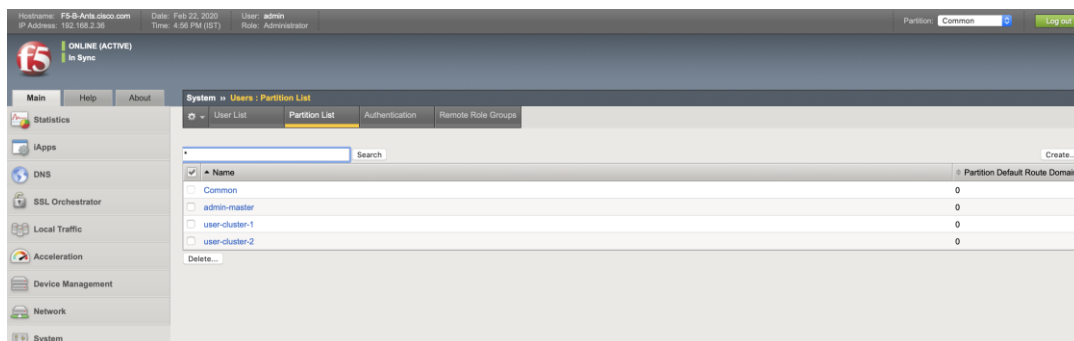 Hostname: F5-B-Ants.cisco.com Date: Feb 22, 2020 User: admin
IP Address: 192.168.2.36 Time: 4:56 PM (IST) Role: Administrator
Partition: Common Log out
f5
ONLINE (ACTIVE)
In Sync
Main Help About
System » Users : Partition List
User List Partition List Authentication Remote Role Groups
Statistics
iApps
DNS
SSL Orchestrator
Local Traffic
Acceleration
Device Management
Network
System
* Search Create...
Name Partition Default Route Domain
Common 0
admin-master 0
user-cluster-1 0
user-cluster-2 0
Delete...